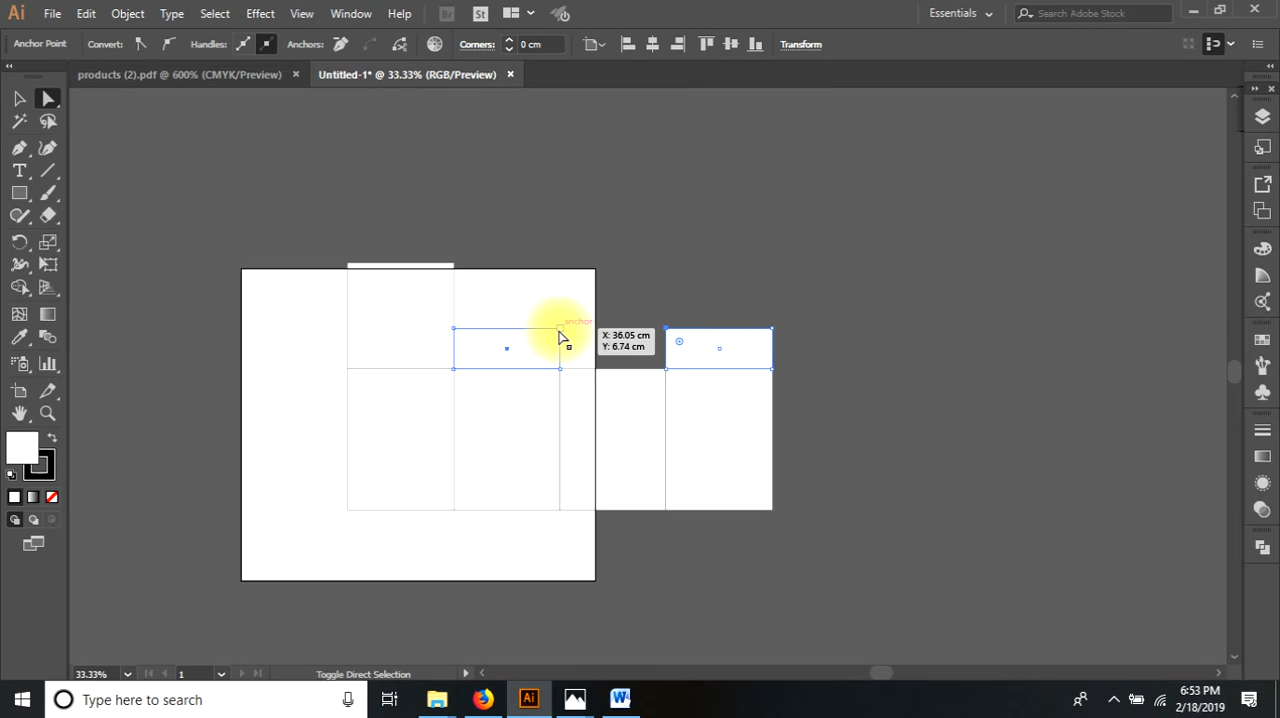 Ai File Edit Object Type Select Effect View Window Help Br St Essentials Search Adobe Stock
Anchor Point Convert: Handles: Anchors: Corners: 0 cm Transform
products (2).pdf @ 600% (CMYK/Preview) × Untitled-1* @ 33.33% (RGB/Preview) ×
anchor
X: 36.05 cm
Y: 6.74 cm
33.33% 1 Toggle Direct Selection
Type here to search Ai W 6:53 PM
2/18/2019